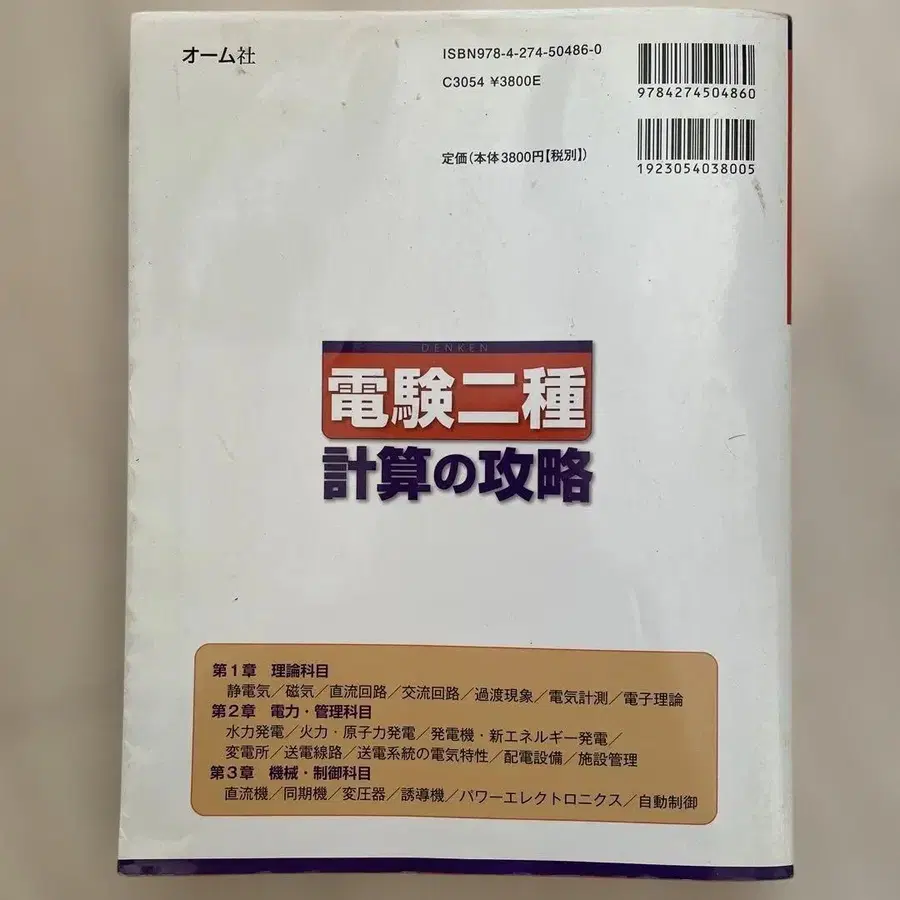 オーム社
ISBN978-4-274-50486-0
C3054 ¥3800E
定価(本体3800円【税別】)
9784274504860
1923054038005
DENKEN
電験二種
計算の攻略
第1章 理論科目
静電気/磁気/直流回路/交流回路/過渡現象/電気計測/電子理論
第2章 電力・管理科目
水力発電/火力・原子力発電/発電機・新エネルギー発電/
変電所/送電線路/送電系統の電気特性/配電設備/施設管理
第3章 機械・制御科目
直流機/同期機/変圧器/誘導機/パワーエレクトロニクス/自動制御